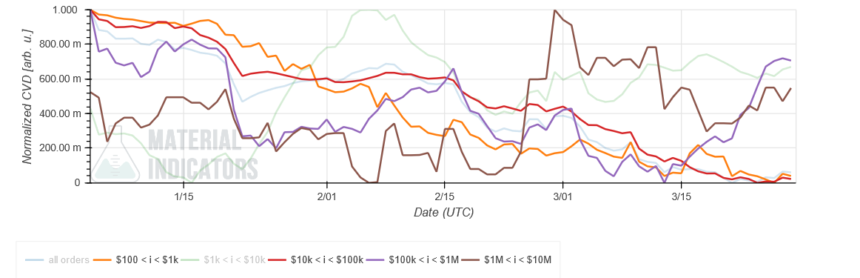 1.000
800.00 m
600.00 m
400.00 m
200.00 m
0
Normalized CVD [arb. u.]
MATERIAL
INDICATORS
1/15
2/01
2/15
3/01
3/15
Date (UTC)
all orders
$100 < i < $1k
$1k < i < $10k
$10k < i < $100k
$100k < i < $1M
$1M < i < $10M